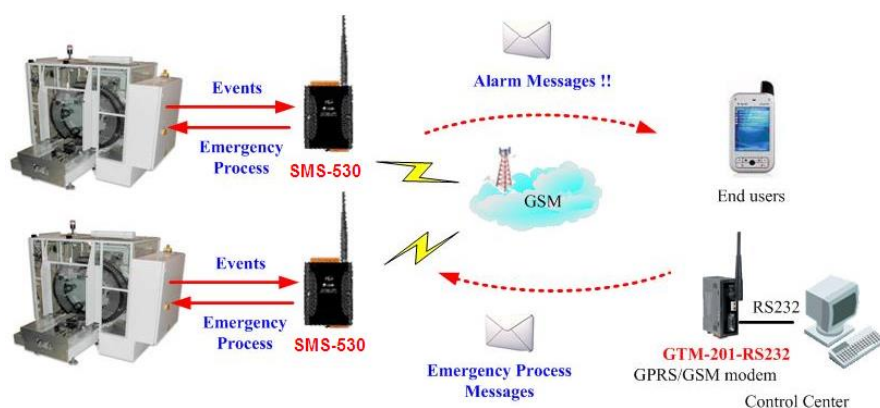 Events
Emergency
Process
SMS-530
Alarm Messages !!
GSM
End users
Events
Emergency
Process
SMS-530
Emergency Process
Messages
RS232
GTM-201-RS232
GPRS/GSM modem
Control Center